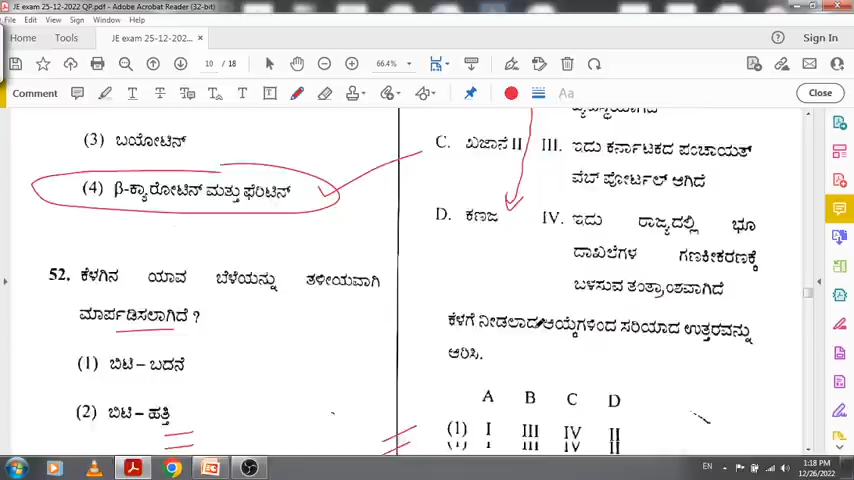 JE exam 25-12-2022 QP.pdf - Adobe Acrobat Reader (32-bit)
File Edit View Sign Window Help
Home Tools JE exam 25-12-202... × Sign In
10 / 18 66.4%
Comment Close
(3) ಬಯೋಟಿನ್
(4) β-ಕ್ಯಾರೋಟಿನ್ ಮತ್ತು ಫೆರಿಟಿನ್
52. ಕೆಳಗಿನ ಯಾವ ಬೆಳೆಯನ್ನು ತಳೀಯವಾಗಿ
ಮಾರ್ಪಡಿಸಲಾಗಿದೆ ?
(1) ಬಿಟಿ – ಬದನೆ
(2) ಬಿಟಿ – ಹತ್ತಿ
C. ಖಜಾನೆ II III. ಇದು ಕರ್ನಾಟಕದ ಪಂಚಾಯತ್
ವೆಬ್ ಪೋರ್ಟಲ್ ಆಗಿದೆ
D. ಕಣಜ IV. ಇದು ರಾಜ್ಯದಲ್ಲಿ ಭೂ
ದಾಖಲೆಗಳ ಗಣಕೀಕರಣಕ್ಕೆ
ಬಳಸುವ ತಂತ್ರಾಂಶವಾಗಿದೆ
ಕೆಳಗೆ ನೀಡಲಾದ ಆಯ್ಕೆಗಳಿಂದ ಸರಿಯಾದ ಉತ್ತರವನ್ನು
ಆರಿಸಿ.
A B C D
(1) I III IV II
(1) I III IV II
EN 1:18 PM
12/26/2022